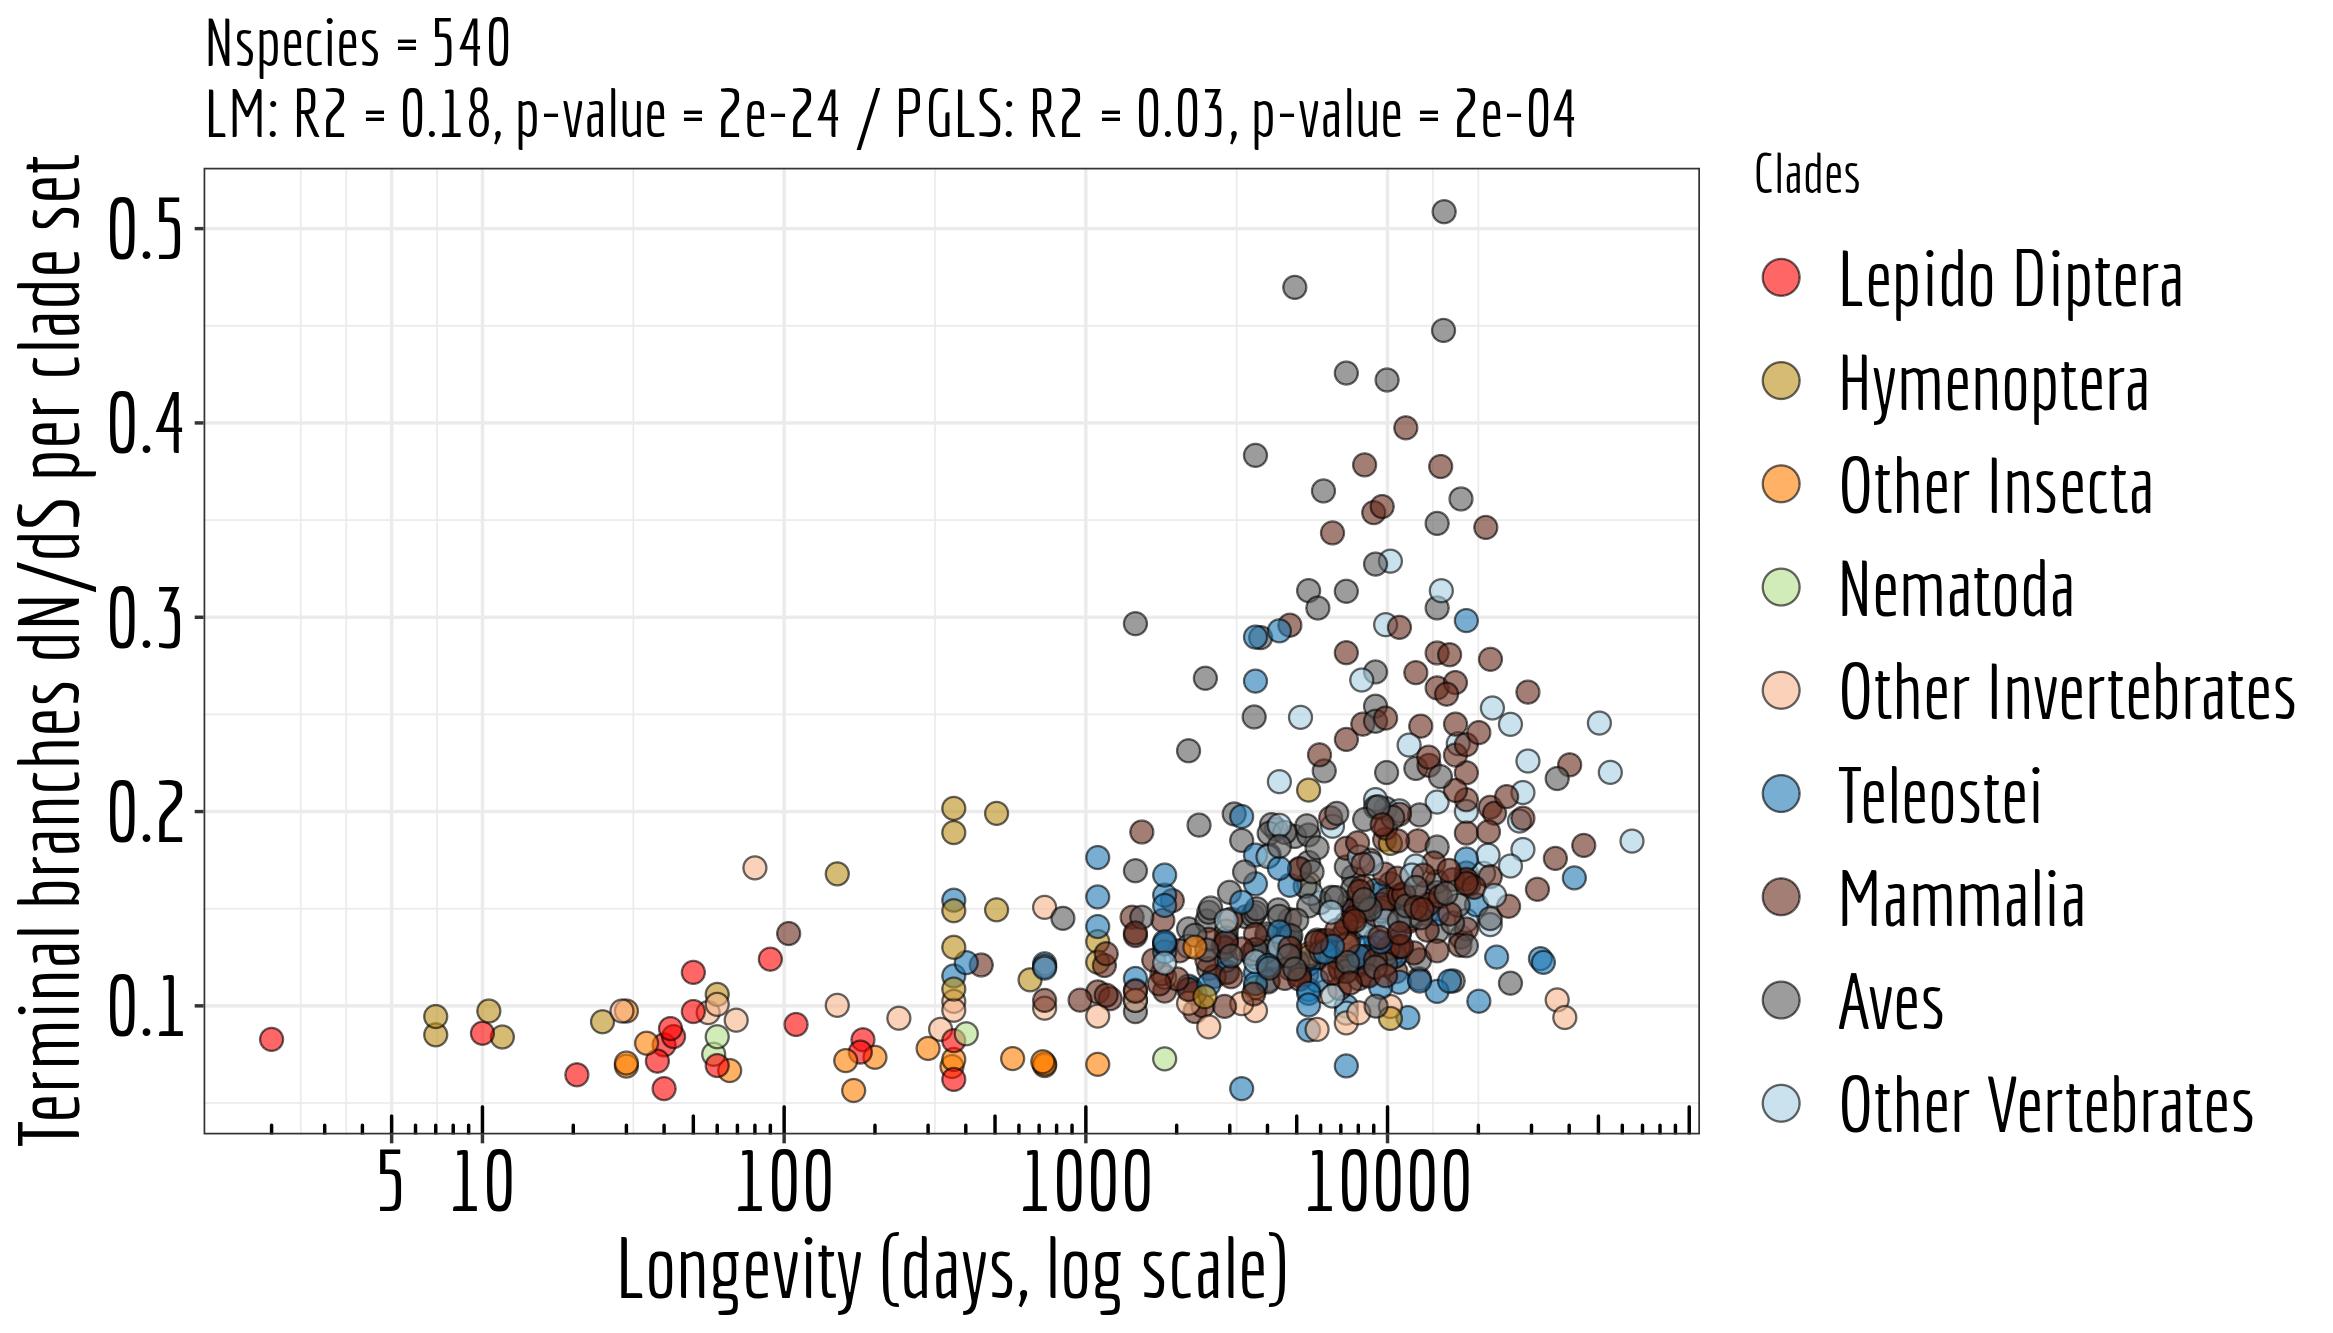 Nspecies = 540
LM: R2 = 0.18, p-value = 2e-24 / PGLS: R2 = 0.03, p-value = 2e-04
Terminal branches dN/dS per clade set
0.5
0.4
0.3
0.2
0.1
5 10 100 1000 10000
Longevity (days, log scale)
Clades
Lepido Diptera
Hymenoptera
Other Insecta
Nematoda
Other Invertebrates
Teleostei
Mammalia
Aves
Other Vertebrates